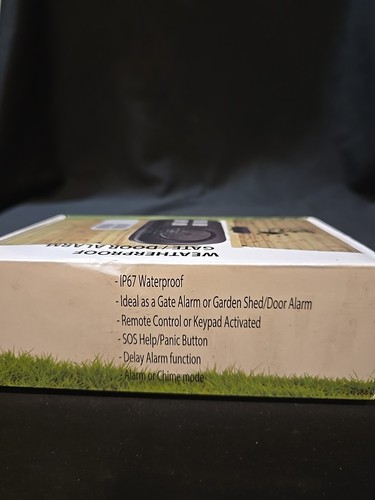 WEATHERPROOF
GATE / DOOR ALARM
- IP67 Waterproof
- Ideal as a Gate Alarm or Garden Shed/Door Alarm
- Remote Control or Keypad Activated
- SOS Help/Panic Button
- Delay Alarm function
- Alarm or Chime mode